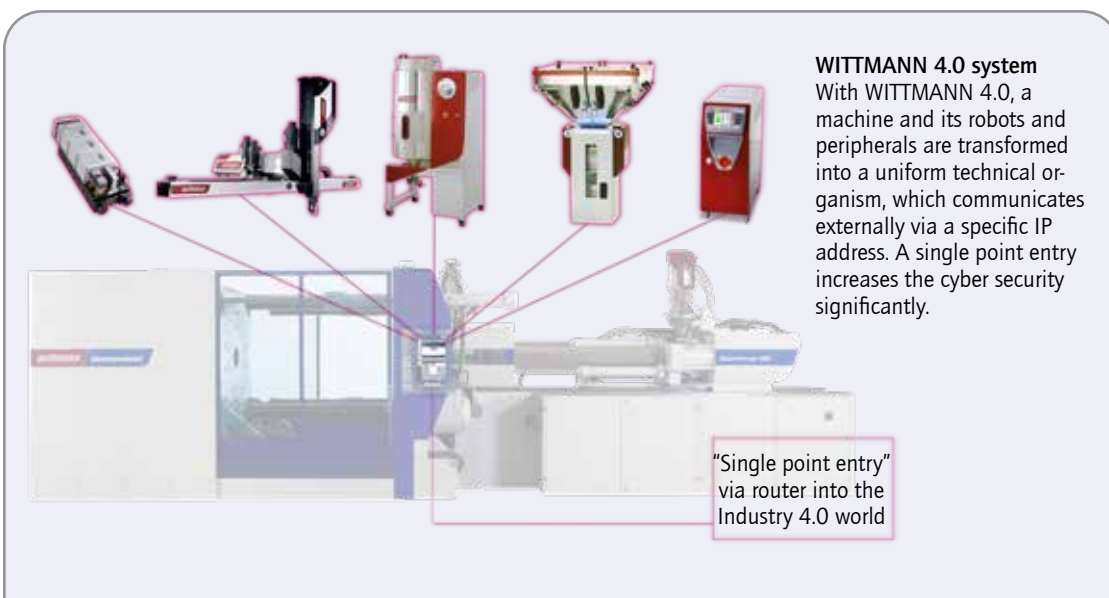 WITTMANN 4.0 system
With WITTMANN 4.0, a
machine and its robots and
peripherals are transformed
into a uniform technical or-
ganism, which communicates
externally via a specific IP
address. A single point entry
increases the cyber security
significantly.
"Single point entry"
via router into the
Industry 4.0 world